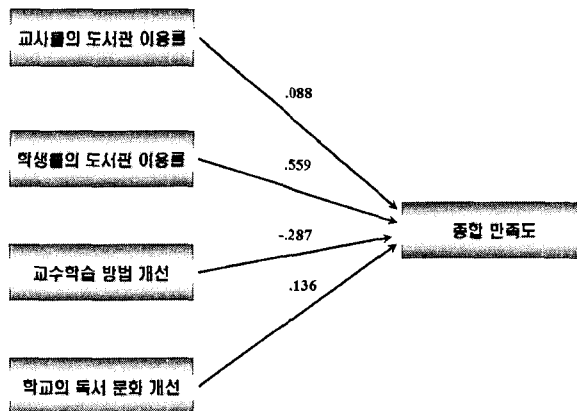 교사들의 도서관 이용률
.088
학생들의 도서관 이용률
.559
종합 만족도
-.287
교수학습 방법 개선
.136
학교의 독서 문화 개선